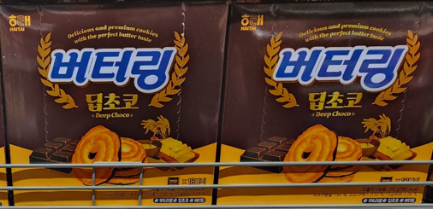 해태
HAITAI
Delicious and premium cookies
with the perfect butter taste
버터링
딥초코
Deep Choco
해태
HAITAI
Delicious and premium cookies
with the perfect butter taste
버터링
딥초코
Deep Choco